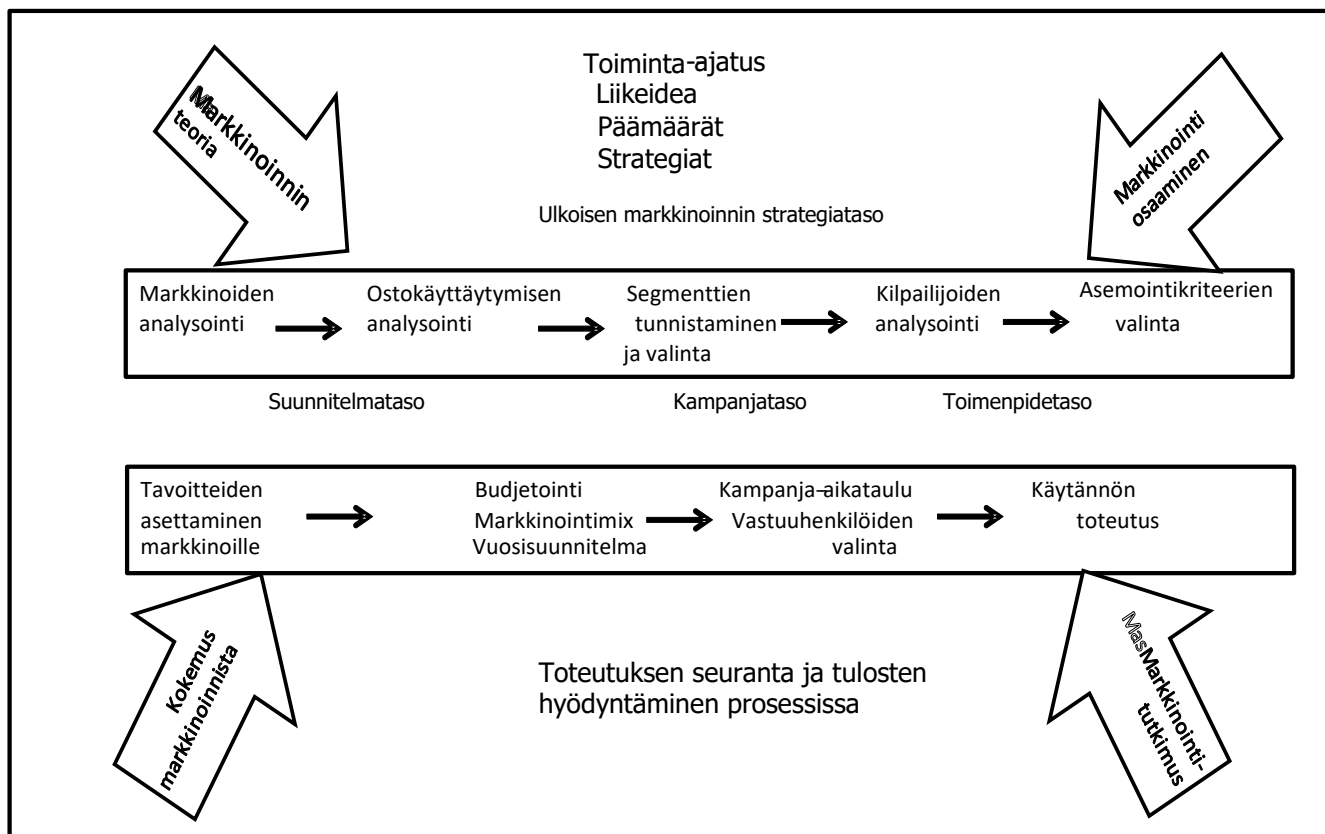 Toiminta-ajatus
Liikeidea
Päämäärät
Strategiat
Markkinoinnin
teoria
Markkinointi
osaaminen
Ulkoisen markkinoinnin strategiataso
Markkinoiden
analysointi
Ostokäyttäytymisen
analysointi
Segmenttien
tunnistaminen
ja valinta
Kilpailijoiden
analysointi
Asemointikriteerien
valinta
Suunnitelmataso
Kampanjataso
Toimenpidetaso
Tavoitteiden
asettaminen
markkinoille
Budjetointi
Markkinointimix
Vuosisuunnitelma
Kampanja-aikataulu
Vastuuhenkilöiden
valinta
Käytännön
toteutus
Kokemus
markkinoinnista
Toteutuksen seuranta ja tulosten
hyödyntäminen prosessissa
MasMarkkinointi-
tutkimus